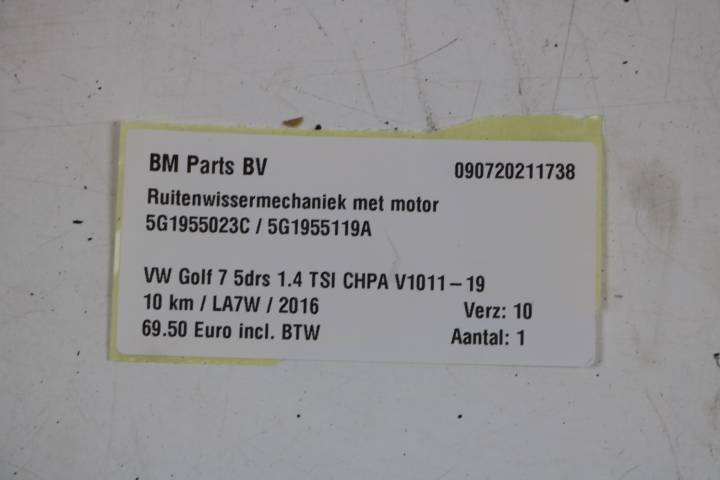 BM Parts BV 090720211738
Ruitenwissermechaniek met motor
5G1955023C / 5G1955119A
VW Golf 7 5drs 1.4 TSI CHPA V1011-19
10 km / LA7W / 2016 Verz: 10
69.50 Euro incl. BTW Aantal: 1